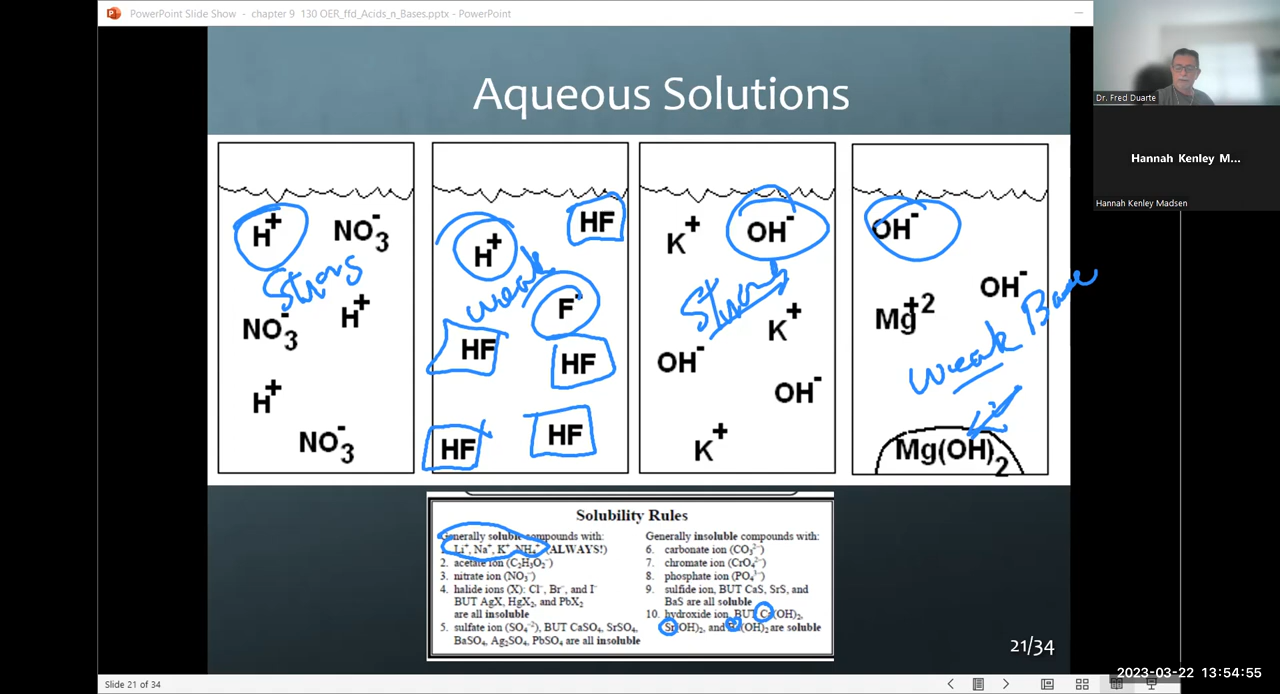 PowerPoint Slide Show - chapter 9 130 OER_ffd_Acids_n_Bases.pptx - PowerPoint
Aqueous Solutions
H+ NO3-
Strong
NO3- H+
H+
NO3-
H+ HF
weak
F-
HF HF
HF HF
K+ OH-
Strong
K+
OH-
OH-
K+
OH-
OH-
Mg+2
Weak Base
Mg(OH)2
Solubility Rules
Generally soluble compounds with:
1. Li+, Na+, K+, NH4+ (ALWAYS!)
2. acetate ion (C2H3O2-)
3. nitrate ion (NO3-)
4. halide ions (X): Cl-, Br-, and I-
BUT AgX, HgX2, and PbX2
are all insoluble
5. sulfate ion (SO4-2), BUT CaSO4, SrSO4,
BaSO4, Ag2SO4, PbSO4 are all insoluble
Generally insoluble compounds with:
6. carbonate ion (CO3 2-)
7. chromate ion (CrO4 2-)
8. phosphate ion (PO4 3-)
9. sulfide ion, BUT CaS, SrS, and
BaS are all soluble
10. hydroxide ion, BUT Ca(OH)2,
Sr(OH)2, and Ba(OH)2 are soluble
21/34
Dr. Fred Duarte
Hannah Kenley M...
Hannah Kenley Madsen
2023-03-22 13:54:55
Slide 21 of 34